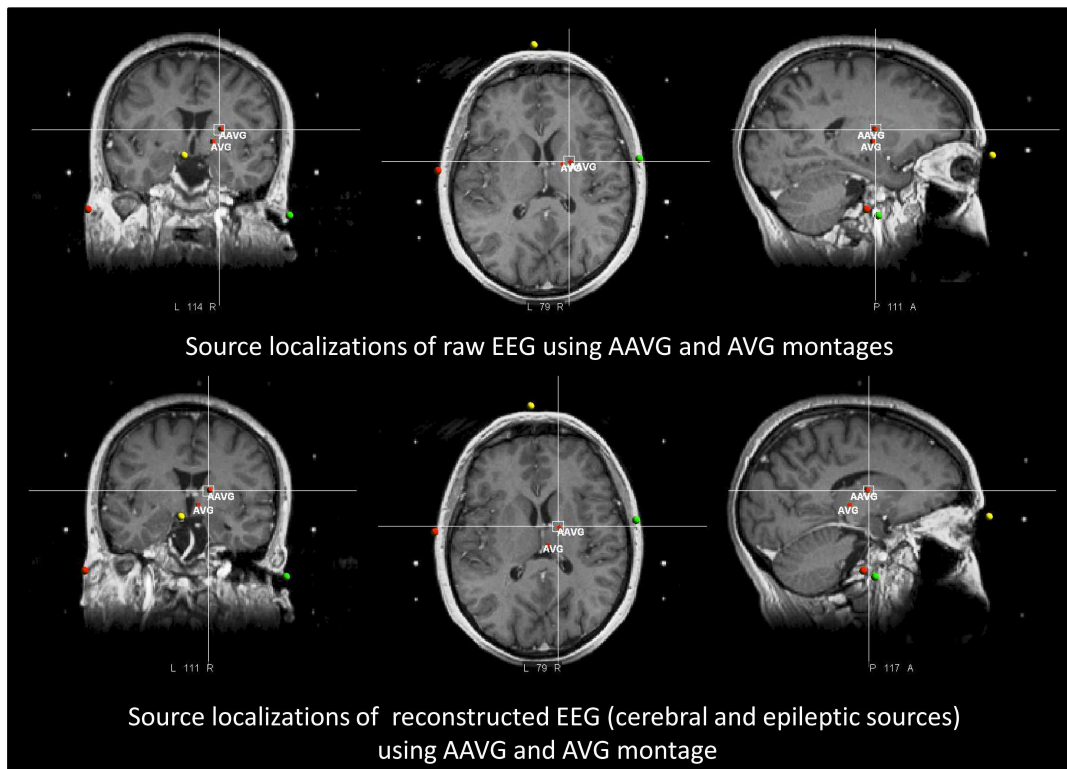 AAVG
AVG
AVG AAVG
AAVG
AVG
L 114 R
L 79 R
P 111 A
Source localizations of raw EEG using AAVG and AVG montages
AAVG
AVG
AAVG
AVG
AAVG
AVG
L 111 R
L 79 R
P 117 A
Source localizations of reconstructed EEG (cerebral and epileptic sources)
using AAVG and AVG montage